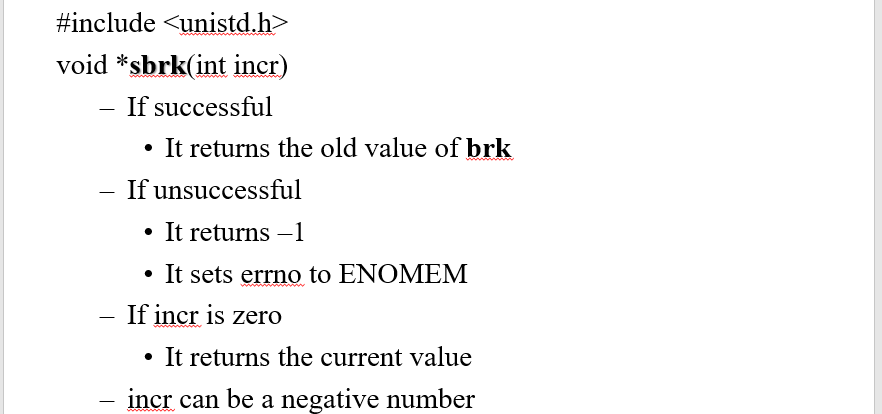 #include <unistd.h>
void *sbrk(int incr)
– If successful
• It returns the old value of brk
– If unsuccessful
• It returns –1
• It sets errno to ENOMEM
– If incr is zero
• It returns the current value
– incr can be a negative number